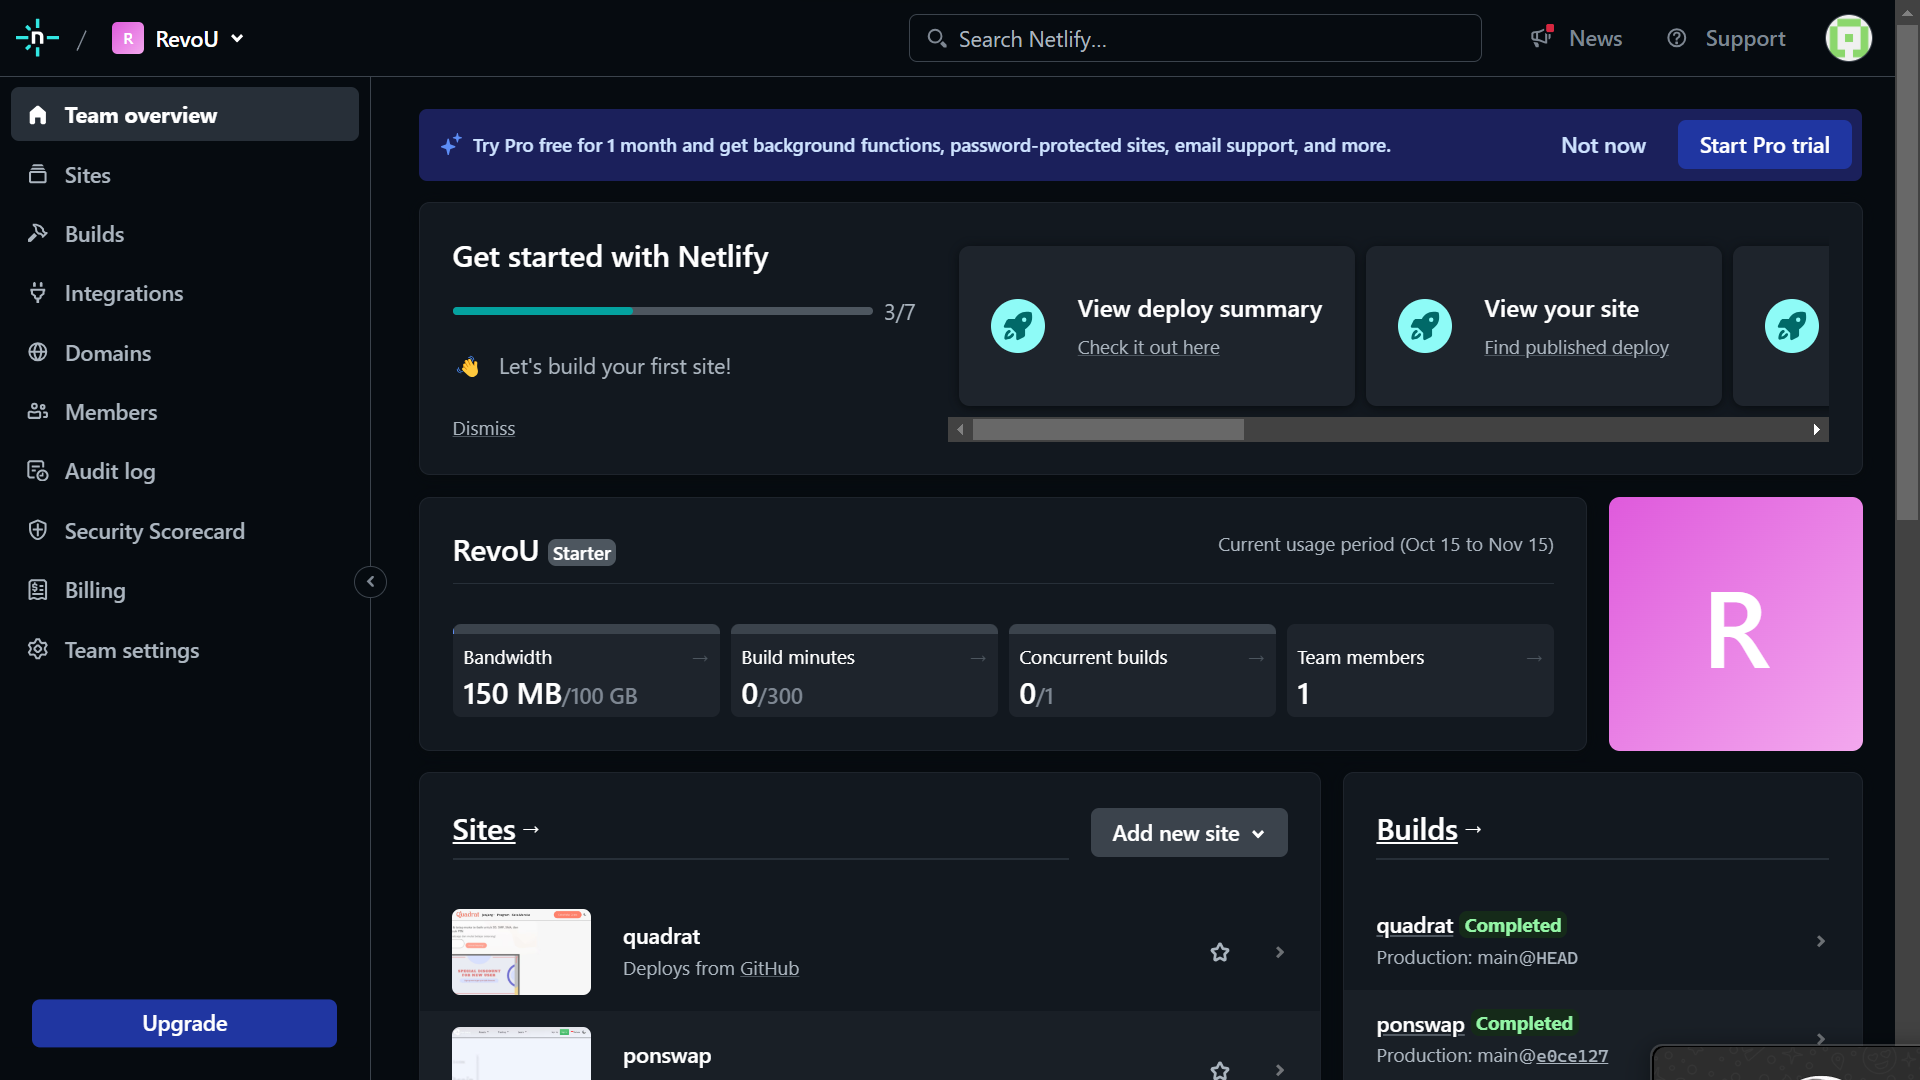 n / R RevoU
Search Netlify...
News
Support
Team overview
Sites
Builds
Integrations
Domains
Members
Audit log
Security Scorecard
Billing
Team settings
Upgrade
Try Pro free for 1 month and get background functions, password-protected sites, email support, and more.
Not now
Start Pro trial
Get started with Netlify
3/7
Let's build your first site!
Dismiss
View deploy summary
Check it out here
View your site
Find published deploy
RevoU Starter
Current usage period (Oct 15 to Nov 15)
Bandwidth →
150 MB/100 GB
Build minutes →
0/300
Concurrent builds →
0/1
Team members →
1
R
Sites →
Add new site
quadrat
Deploys from GitHub
ponswap
Builds →
quadrat Completed
Production: main@HEAD
ponswap Completed
Production: main@e0ce127